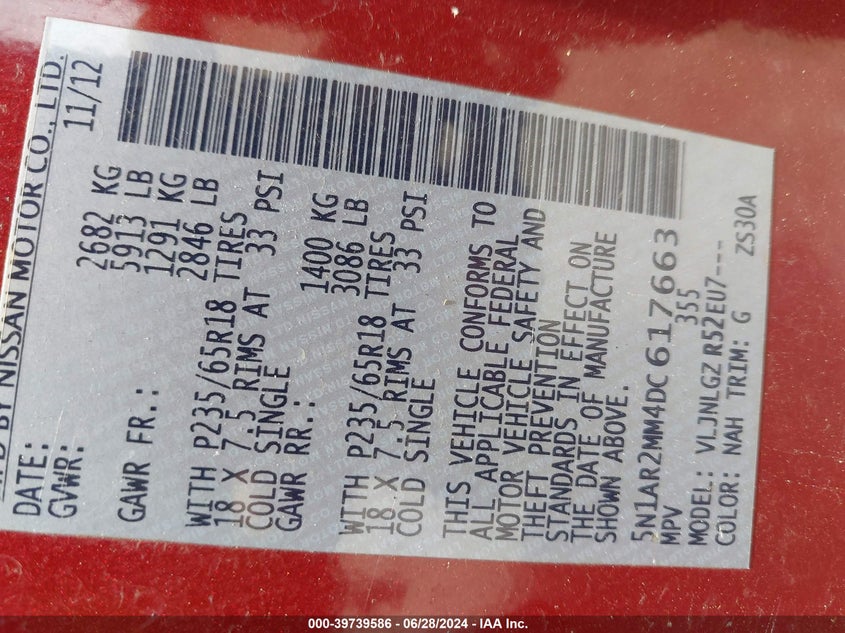 BY NISSAN MOTOR CO., LTD.
DATE: 11/12
GVWR: 2682 KG
5913 LB
GAWR FR.: 1291 KG
2846 LB
WITH P235/65R18 TIRES
18 X 7.5 RIMS AT 33 PSI
COLD SINGLE
GAWR RR.: 1400 KG
3086 LB
WITH P235/65R18 TIRES
18 X 7.5 RIMS AT 33 PSI
COLD SINGLE
THIS VEHICLE CONFORMS TO
ALL APPLICABLE FEDERAL
MOTOR VEHICLE SAFETY AND
THEFT PREVENTION
STANDARDS IN EFFECT ON
THE DATE OF MANUFACTURE
SHOWN ABOVE.
5N1AR2MM4DC617663
MPV 355
MODEL: VLJNLGZ R52EU7---
COLOR: NAH TRIM: G ZS30A
000-39739586 / 06/28/2024 - IAA Inc.